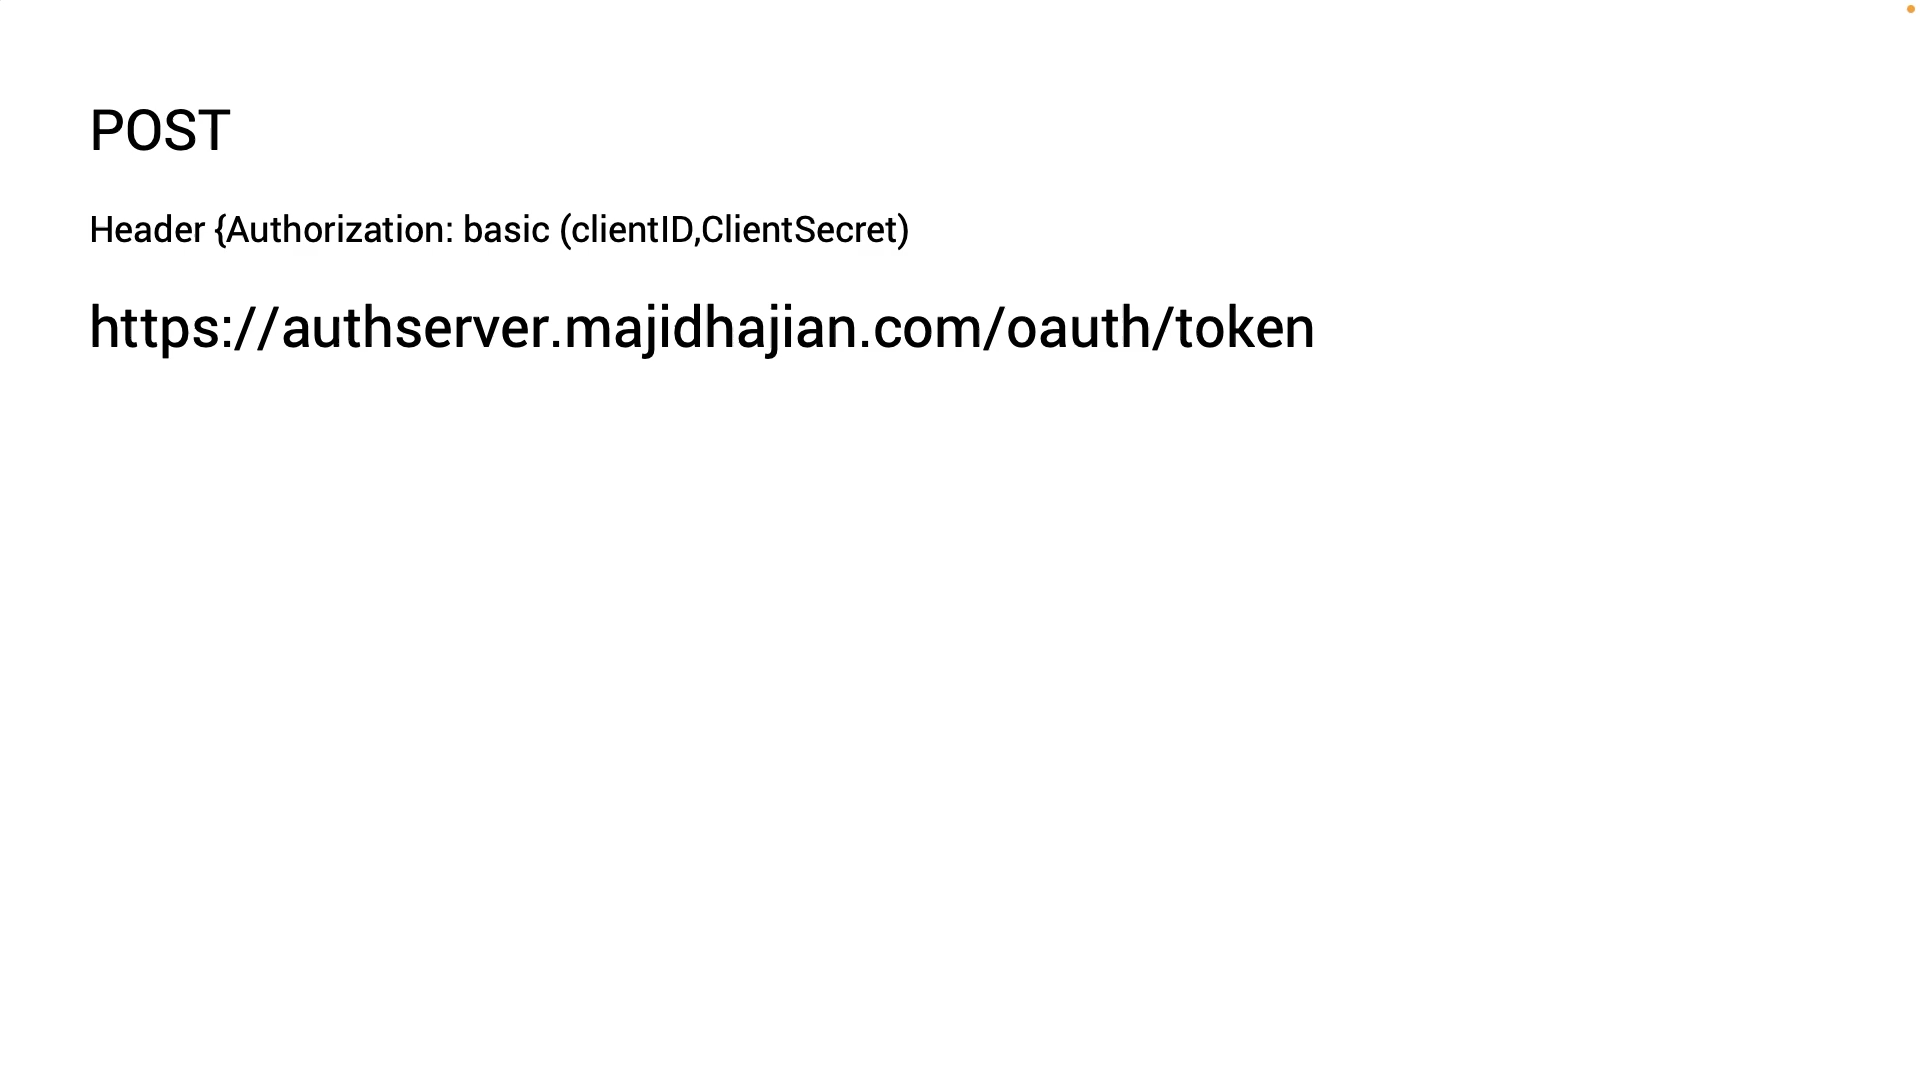 POST
Header {Authorization: basic (clientID,ClientSecret)
https://authserver.majidhajian.com/oauth/token